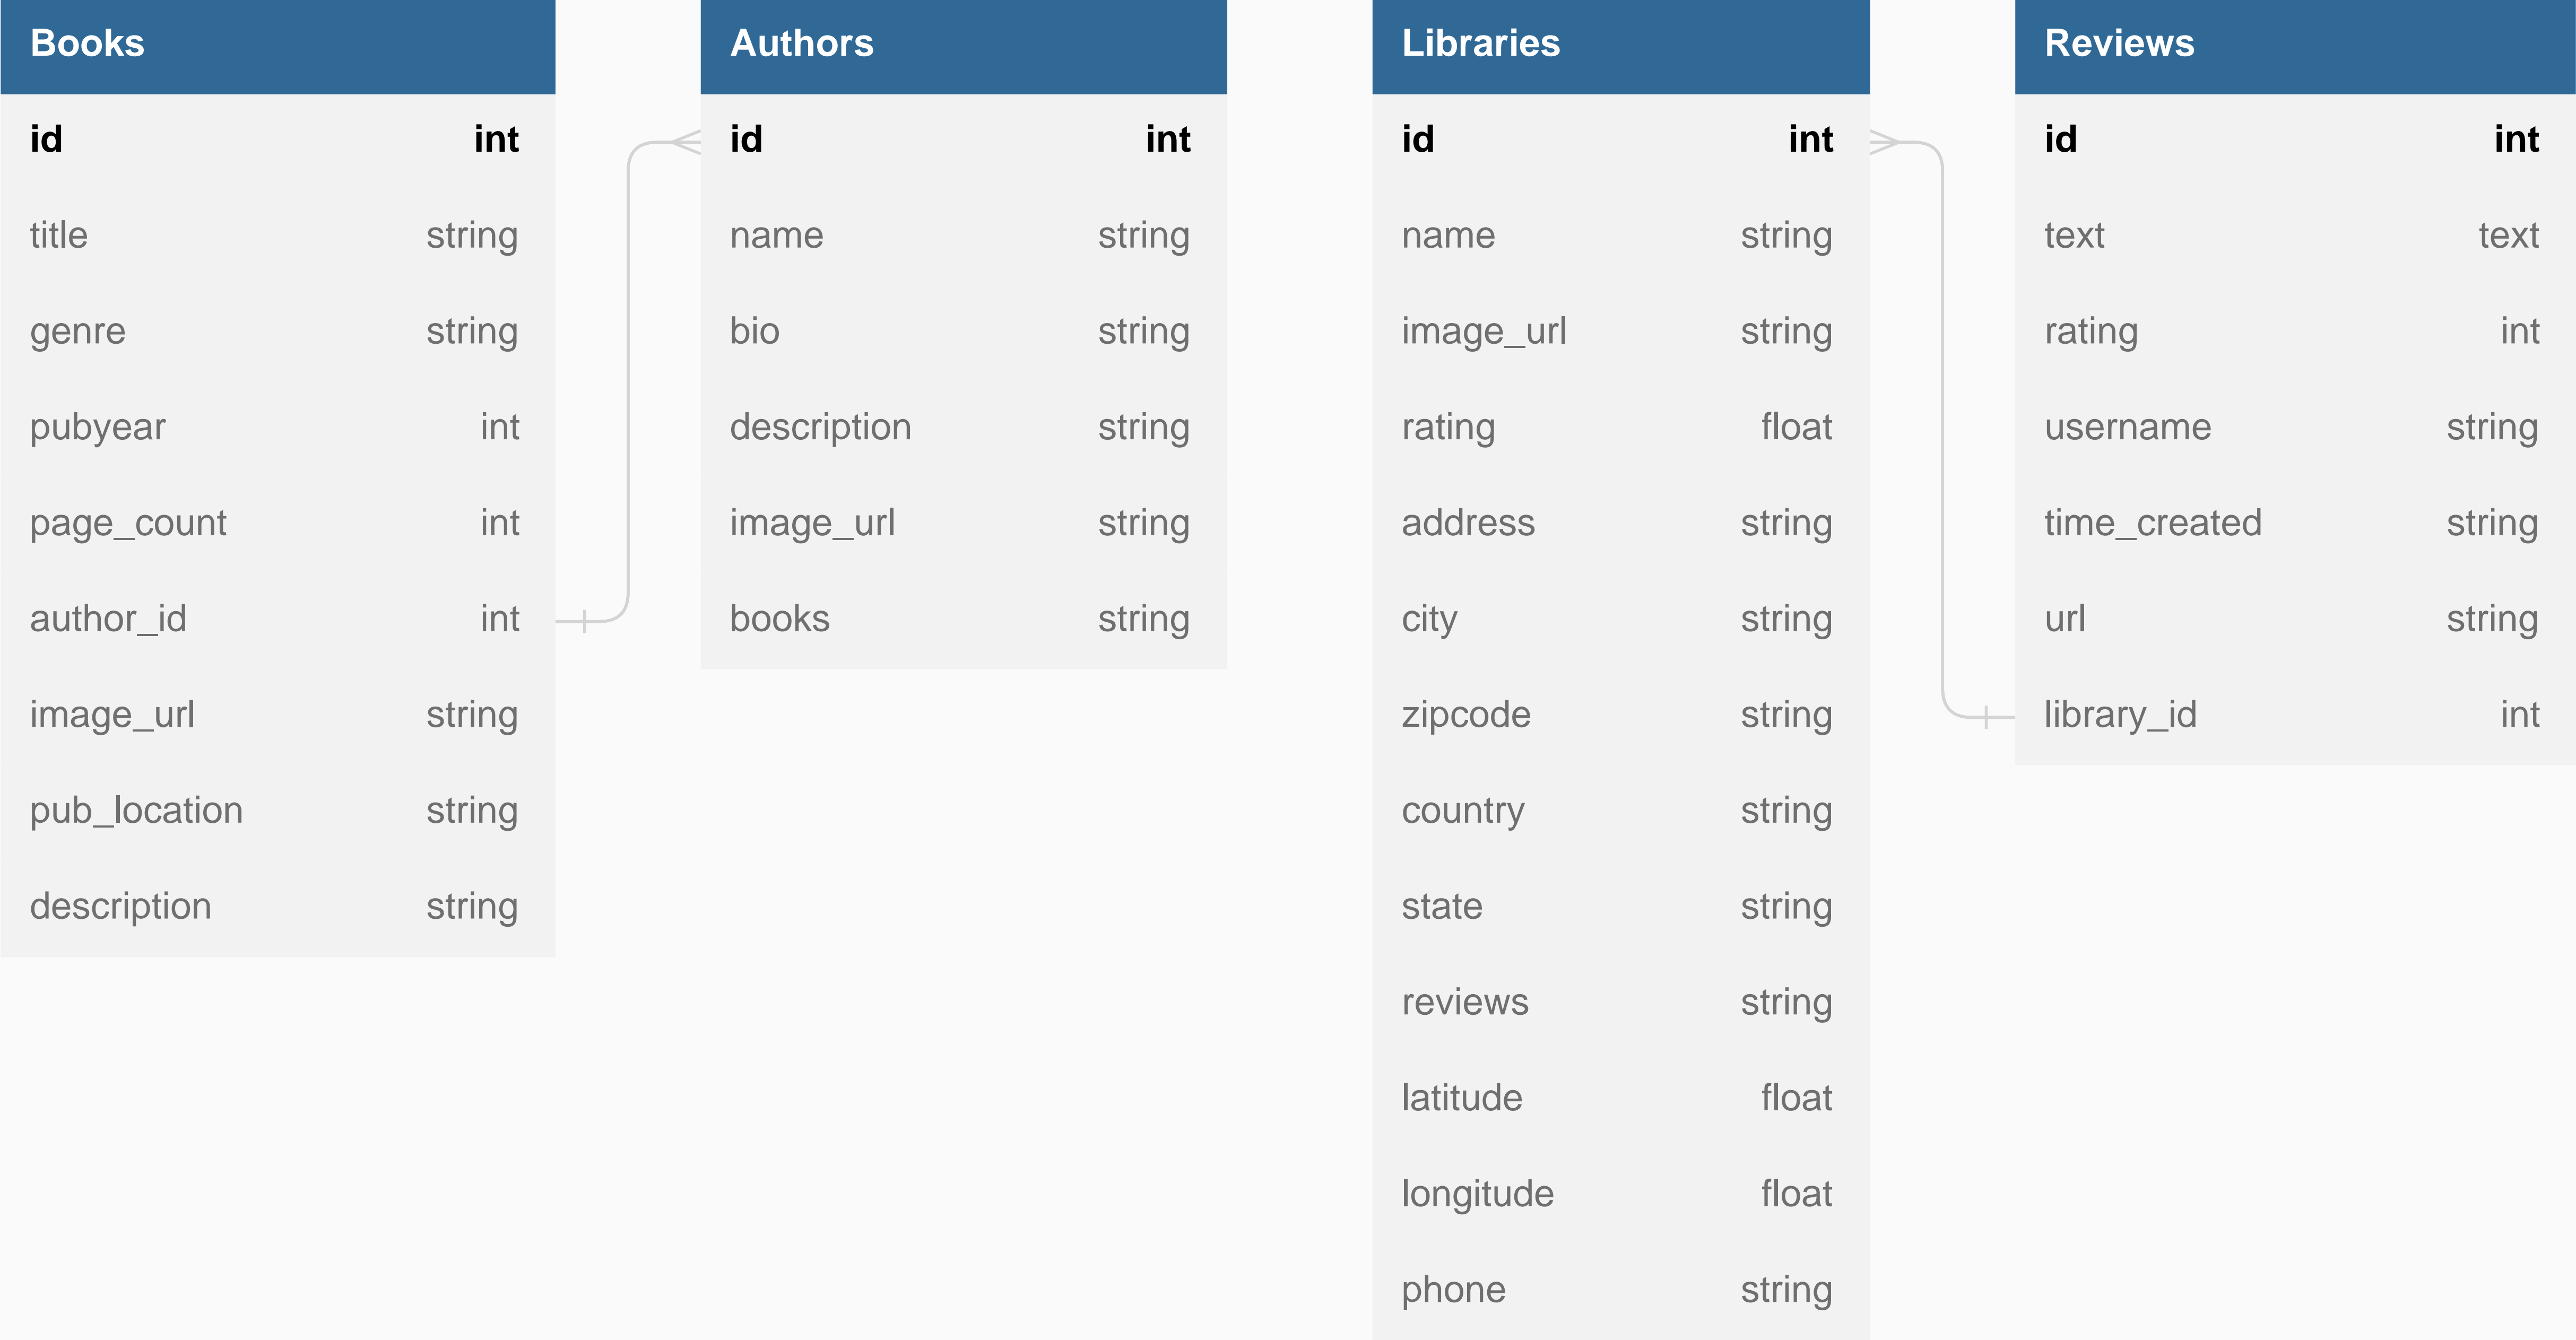 Books
id int
title string
genre string
pubyear int
page_count int
author_id int
image_url string
pub_location string
description string
Authors
id int
name string
bio string
description string
image_url string
books string
Libraries
id int
name string
image_url string
rating float
address string
city string
zipcode string
country string
state string
reviews string
latitude float
longitude float
phone string
Reviews
id int
text text
rating int
username string
time_created string
url string
library_id int